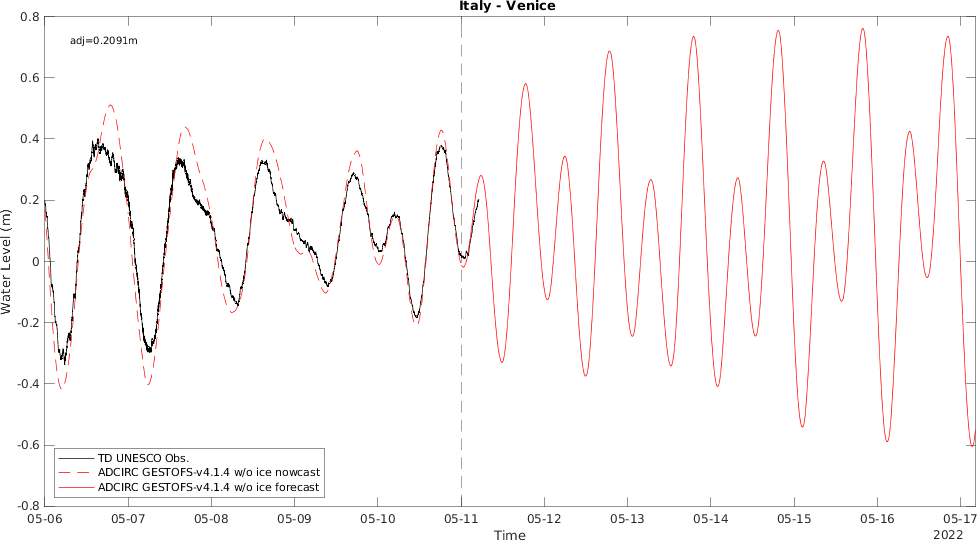 Italy - Venice
adj=0.2091m
0.8
0.6
0.4
0.2
0
-0.2
-0.4
-0.6
-0.8
Water Level (m)
TD UNESCO Obs.
ADCIRC GESTOFS-v4.1.4 w/o ice nowcast
ADCIRC GESTOFS-v4.1.4 w/o ice forecast
05-06 05-07 05-08 05-09 05-10 05-11 05-12 05-13 05-14 05-15 05-16 05-17
Time
2022